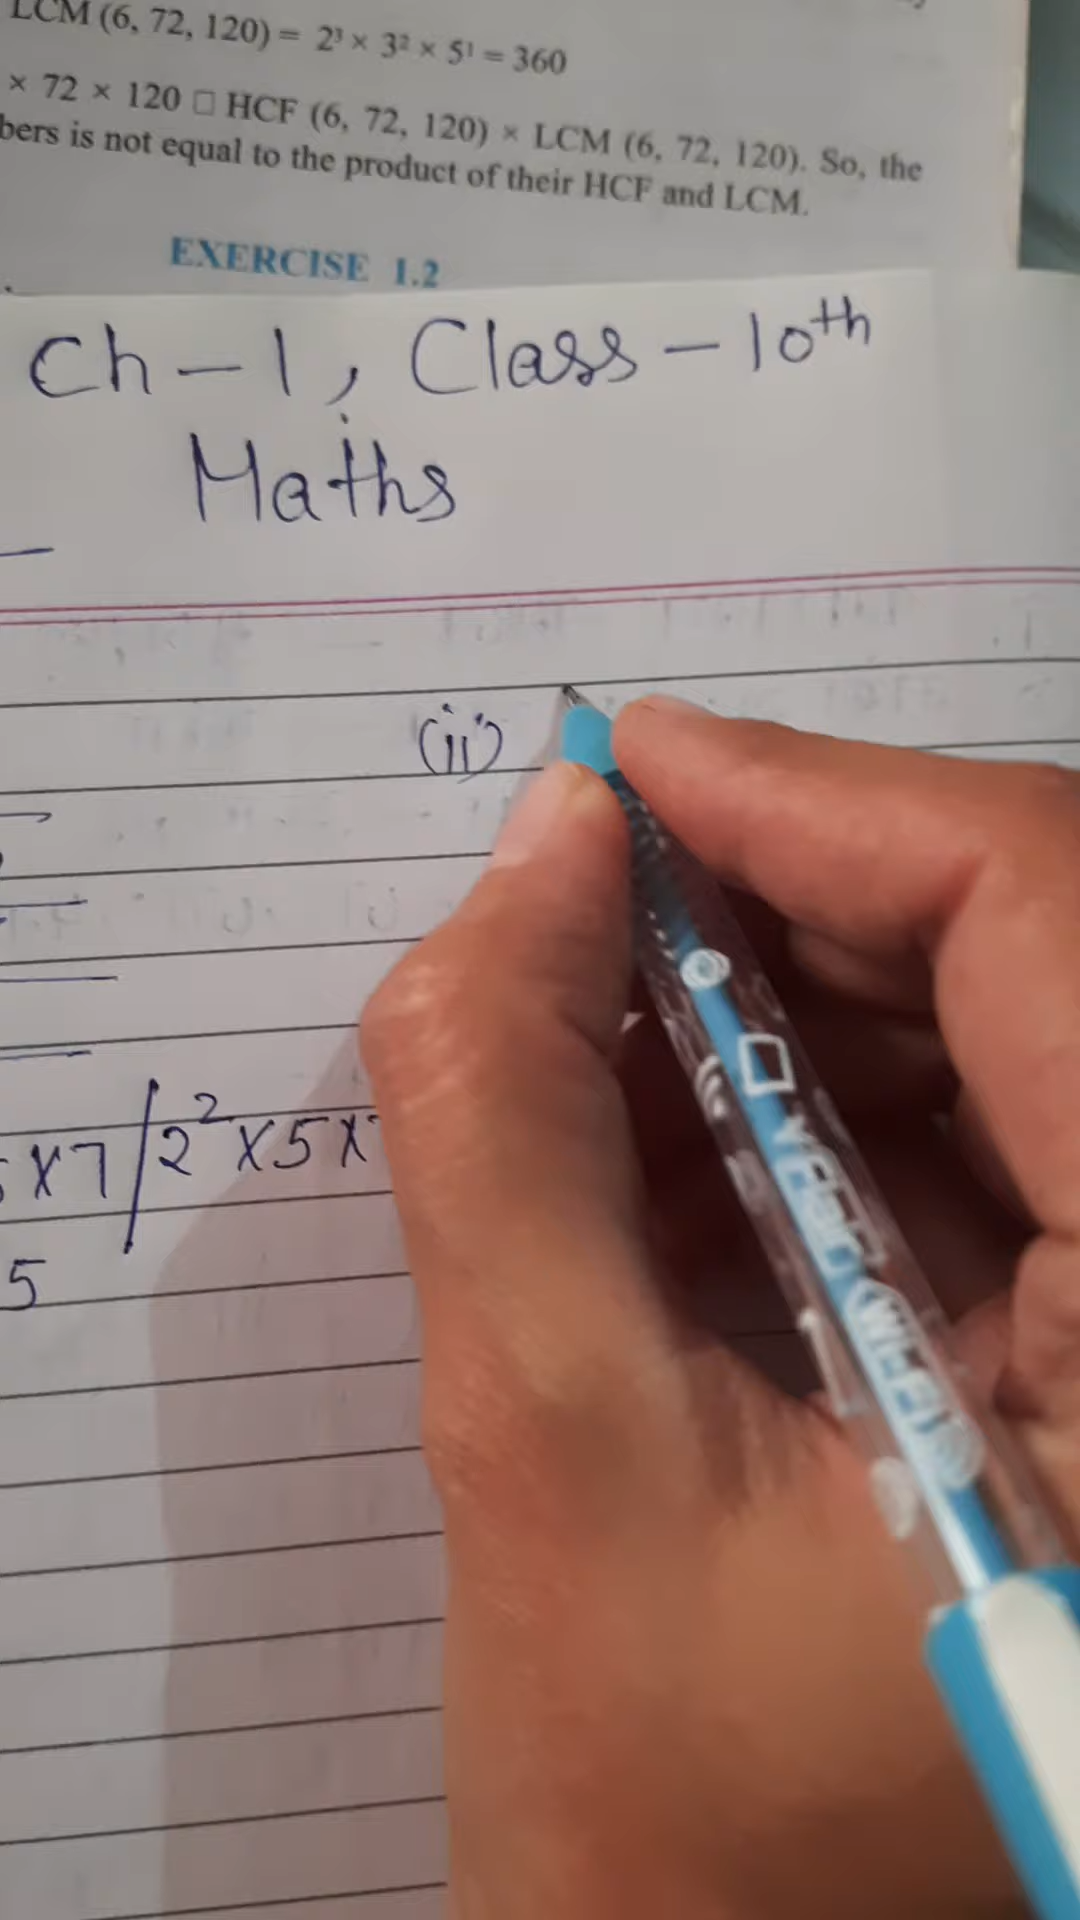 LCM (6, 72, 120) = 2³ × 3² × 5¹ = 360
× 72 × 120 □ HCF (6, 72, 120) × LCM (6, 72, 120). So, the
bers is not equal to the product of their HCF and LCM.
EXERCISE 1.2
Ch - 1, Class - 10th
Maths
(ii)
× 7 / 2² × 5 ×
5